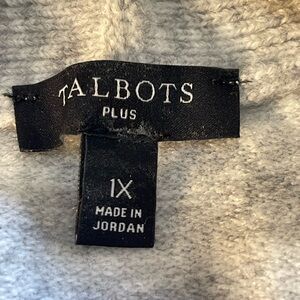 TALBOTS
PLUS
1X
MADE IN
JORDAN